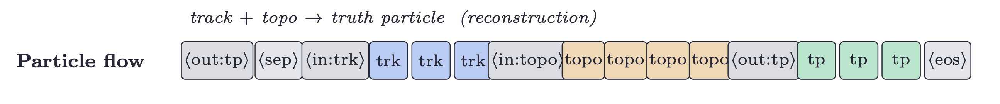 track + topo → truth particle (reconstruction)
Particle flow ⟨out:tp⟩ ⟨sep⟩ ⟨in:trk⟩ trk trk trk ⟨in:topo⟩ topo topo topo topo ⟨out:tp⟩ tp tp tp ⟨eos⟩